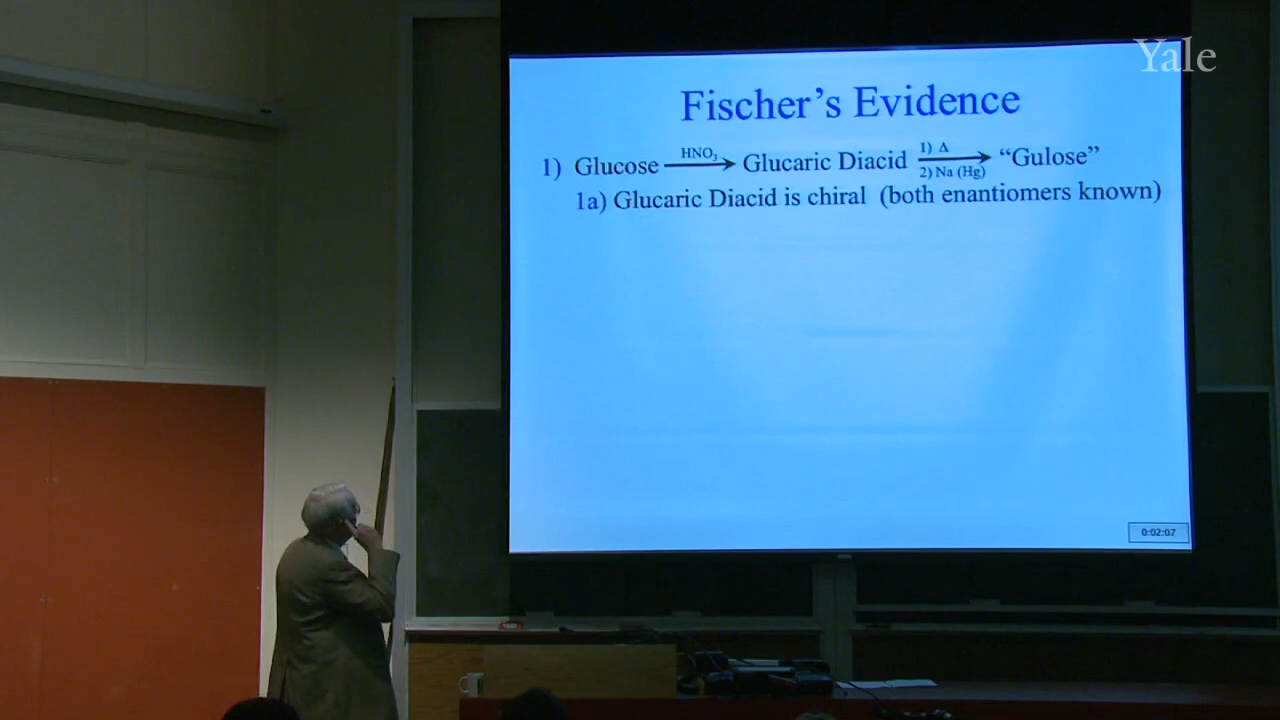 Yale
Fischer's Evidence
1) Glucose HNO₃ → Glucaric Diacid 1) Δ 2) Na (Hg) → “Gulose”
1a) Glucaric Diacid is chiral (both enantiomers known)
0:02:07